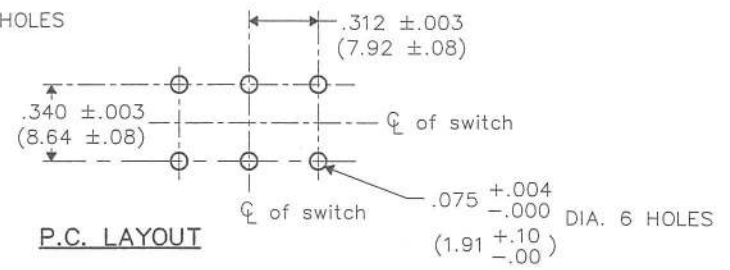 HOLES
.312 ±.003
(7.92 ±.08)
.340 ±.003
(8.64 ±.08)
℄ of switch
℄ of switch
.075 +.004 -.000 DIA. 6 HOLES
(1.91 +.10 -.00)
P.C. LAYOUT